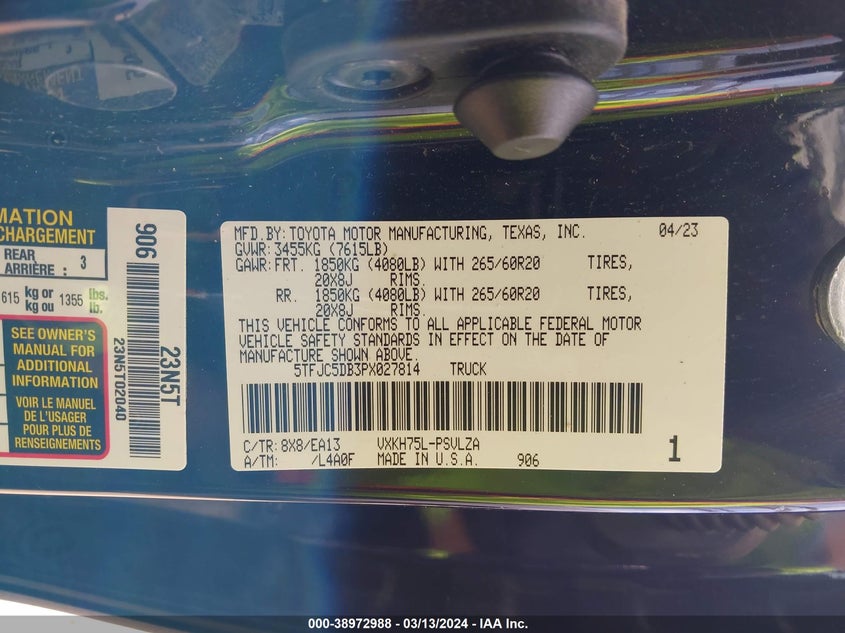 MATION
CHARGEMENT
REAR
ARRIÈRE : 3
615 kg or
kg ou 1355 lbs.
lb.
SEE OWNER'S
MANUAL FOR
ADDITIONAL
INFORMATION
VOIR LE MANUEL
DE L'USAGER
POUR PLUS DE
RENSEIGNEMENTS
906
23N5T02040
23N5T
MFD.BY:TOYOTA MOTOR MANUFACTURING, TEXAS, INC. 04/23
GVWR: 3455KG (7615LB)
GAWR: FRT. 1850KG (4080LB) WITH 265/60R20 TIRES,
20X8J RIMS.
RR. 1850KG (4080LB) WITH 265/60R20 TIRES,
20X8J RIMS.
THIS VEHICLE CONFORMS TO ALL APPLICABLE FEDERAL MOTOR
VEHICLE SAFETY STANDARDS IN EFFECT ON THE DATE OF
MANUFACTURE SHOWN ABOVE.
5TFJC5DB3PX027814 TRUCK
C/TR: 8X8/EA13 VXKH75L-PSVLZA
A/TM: /L4A0F MADE IN U.S.A. 906 1
000-38972988 - 03/13/2024 - IAA Inc.